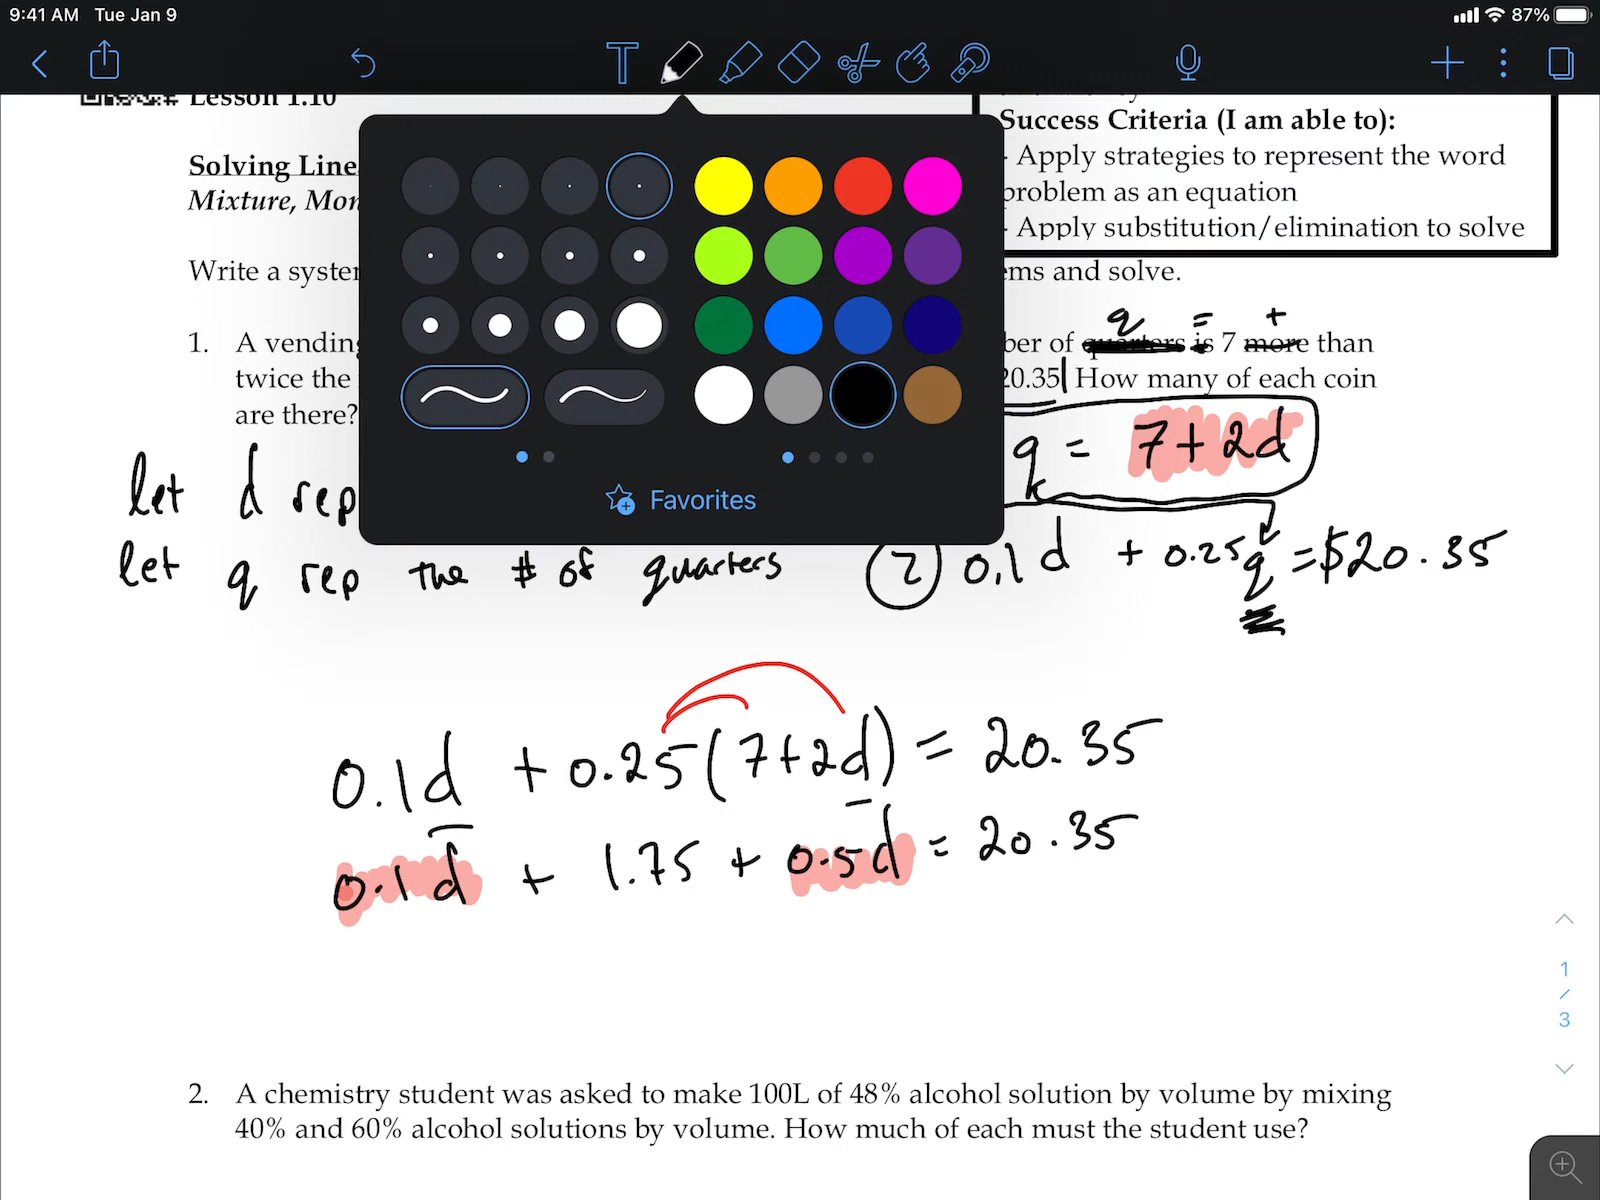 9:41 AM Tue Jan 9
87%
Lesson 1.10
Success Criteria (I am able to):
- Apply strategies to represent the word
problem as an equation
- Apply substitution/elimination to solve
Solving Line
Mixture, Mon
Write a system
ems and solve.
q = +
1. A vending
ber of quarters is 7 more than
twice the
20.35 How many of each coin
are there?
q = 7+2d
let d rep
Favorites
let q rep the # of quarters
2 0.1d + 0.25q = $20.35
0.1d + 0.25(7+2d) = 20.35
0.1d + 1.75 + 0.5d = 20.35
1
/
3
2. A chemistry student was asked to make 100L of 48% alcohol solution by volume by mixing
40% and 60% alcohol solutions by volume. How much of each must the student use?